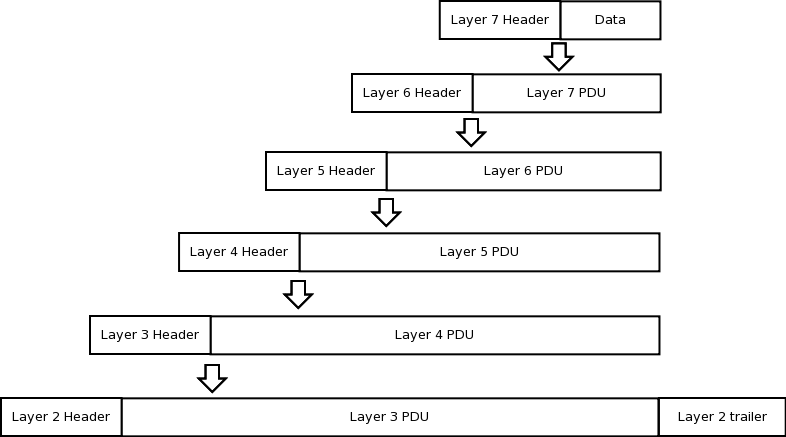 Layer 7 Header Data
Layer 6 Header Layer 7 PDU
Layer 5 Header Layer 6 PDU
Layer 4 Header Layer 5 PDU
Layer 3 Header Layer 4 PDU
Layer 2 Header Layer 3 PDU Layer 2 trailer